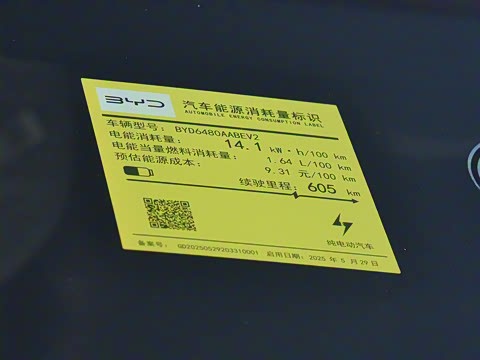 BYD 汽车能源消耗量标识
AUTOMOBILE ENERGY CONSUMPTION LABEL
车辆型号: BYD6480AABEV2
电能消耗量: 14.1 kW·h/100 km
电能当量燃料消耗量: 1.64 L/100 km
预估能源成本: 9.31 元/100 km
续驶里程: 605 km
纯电动汽车
备案号: GD20250529203310001 启用日期: 2025 年 5 月 29 日